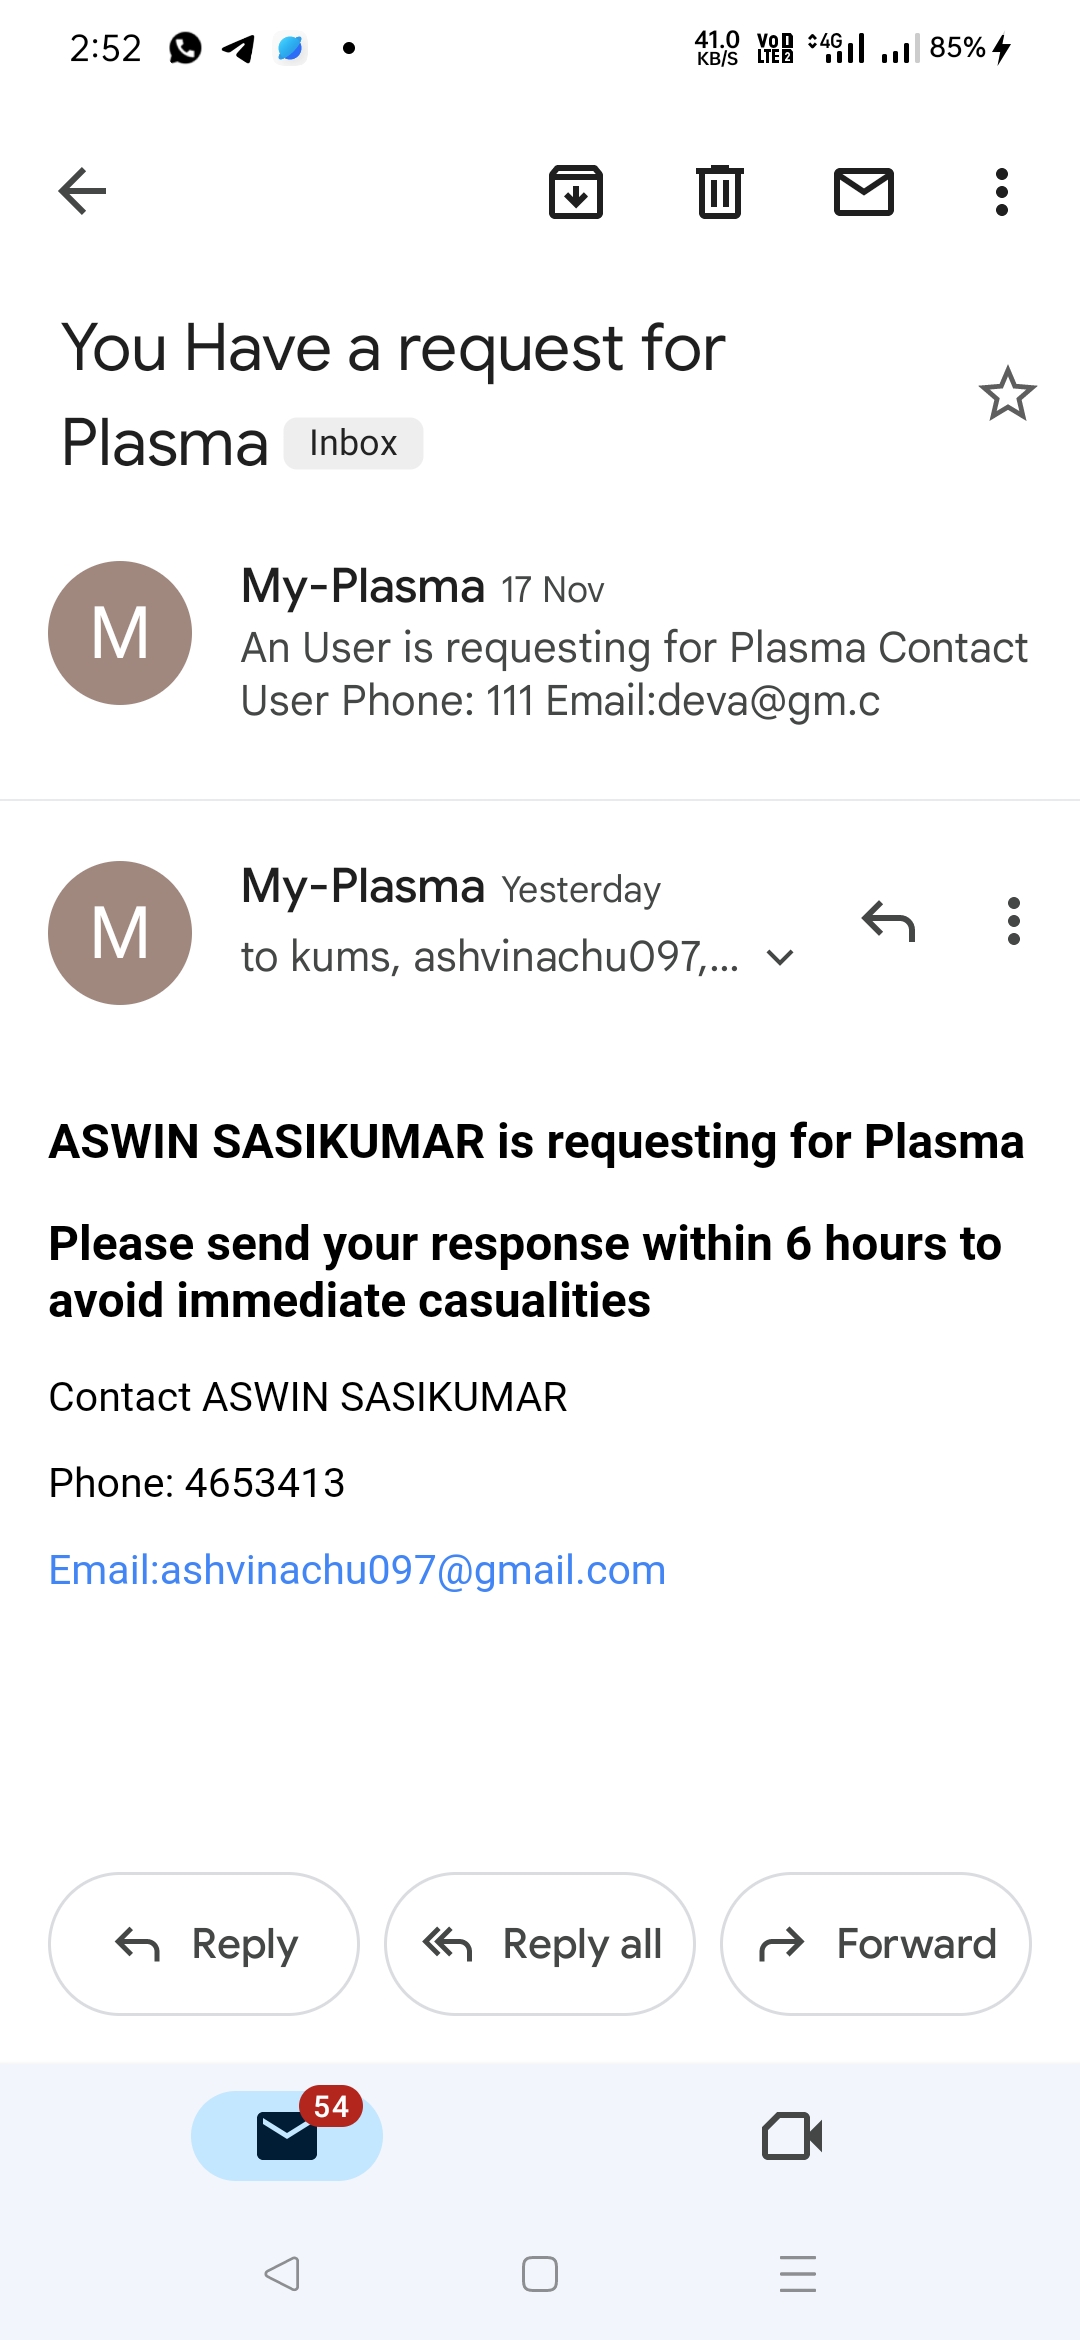 2:52
41.0 KB/S VoD LTE2 4G 85%
You Have a request for
Plasma Inbox
M
My-Plasma 17 Nov
An User is requesting for Plasma Contact
User Phone: 111 Email:deva@gm.c
M
My-Plasma Yesterday
to kums, ashvinachu097,...
ASWIN SASIKUMAR is requesting for Plasma
Please send your response within 6 hours to
avoid immediate casualities
Contact ASWIN SASIKUMAR
Phone: 4653413
Email:ashvinachu097@gmail.com
Reply Reply all Forward
54